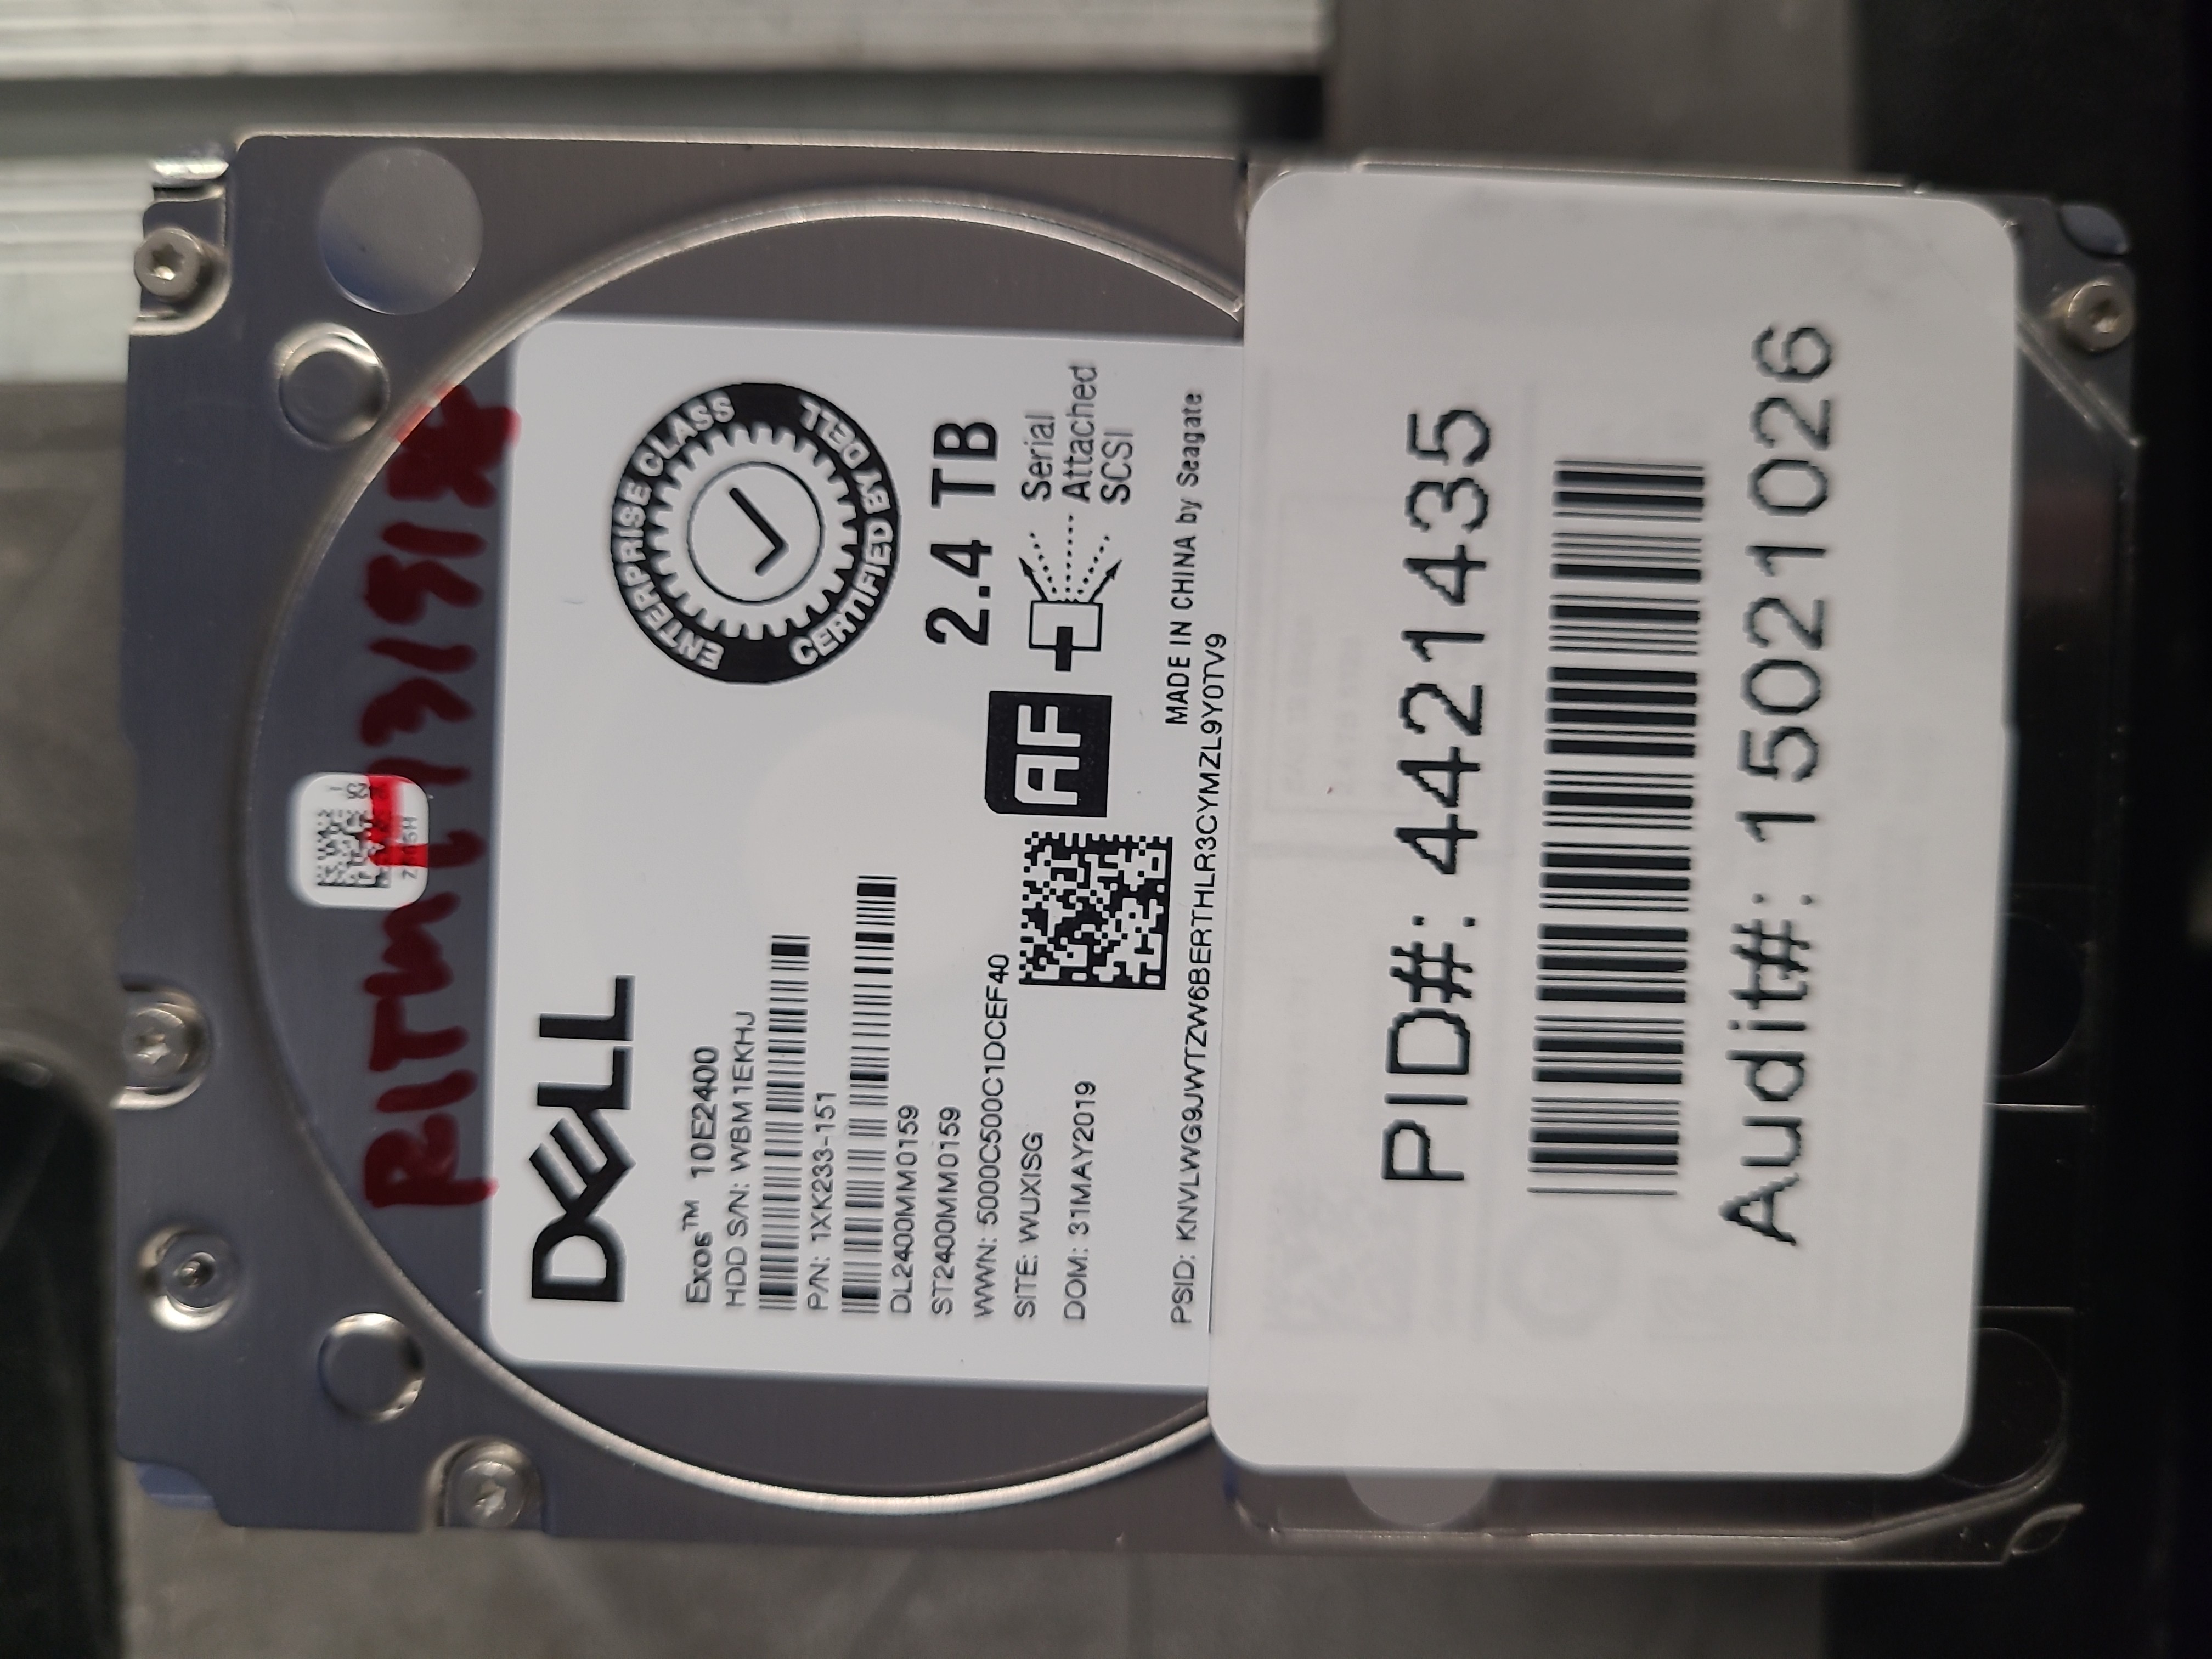 DELL
Exos™ 10E2400
HDD S/N: WBM1EKHJ
P/N: 1XK233-151
DL2400MM0159
ST2400MM0159
WWN: 5000C500C1DCEF40
SITE: WUXISG
DOM: 31MAY2019
ENTERPRISE CLASS
CERTIFIED BY DELL
2.4 TB
AF
Serial
Attached
SCSI
MADE IN CHINA by Seagate
PSID: KNVLWG9JWTZW6BERTHLR3CYMZL9Y0TV9
PID#: 4421435
Audit#: 15021026